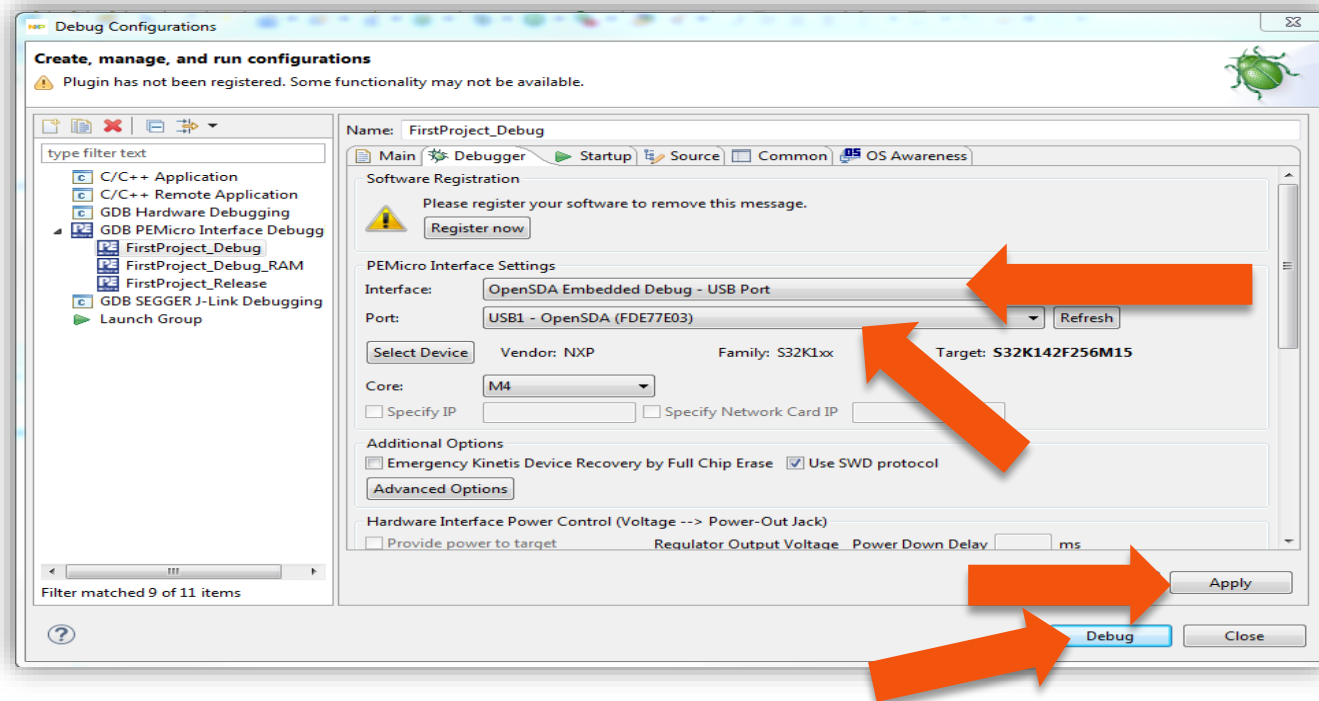 NXP Debug Configurations
Create, manage, and run configurations
Plugin has not been registered. Some functionality may not be available.
type filter text
C/C++ Application
C/C++ Remote Application
GDB Hardware Debugging
GDB PEMicro Interface Debugg
FirstProject_Debug
FirstProject_Debug_RAM
FirstProject_Release
GDB SEGGER J-Link Debugging
Launch Group
Filter matched 9 of 11 items
Name: FirstProject_Debug
Main Debugger Startup Source Common OS Awareness
Software Registration
Please register your software to remove this message.
Register now
PEMicro Interface Settings
Interface: OpenSDA Embedded Debug - USB Port
Port: USB1 - OpenSDA (FDE77E03) Refresh
Select Device Vendor: NXP Family: S32K1xx Target: S32K142F256M15
Core: M4
Specify IP Specify Network Card IP
Additional Options
Emergency Kinetis Device Recovery by Full Chip Erase Use SWD protocol
Advanced Options
Hardware Interface Power Control (Voltage --> Power-Out Jack)
Provide power to target Regulator Output Voltage Power Down Delay ms
Apply
Debug Close